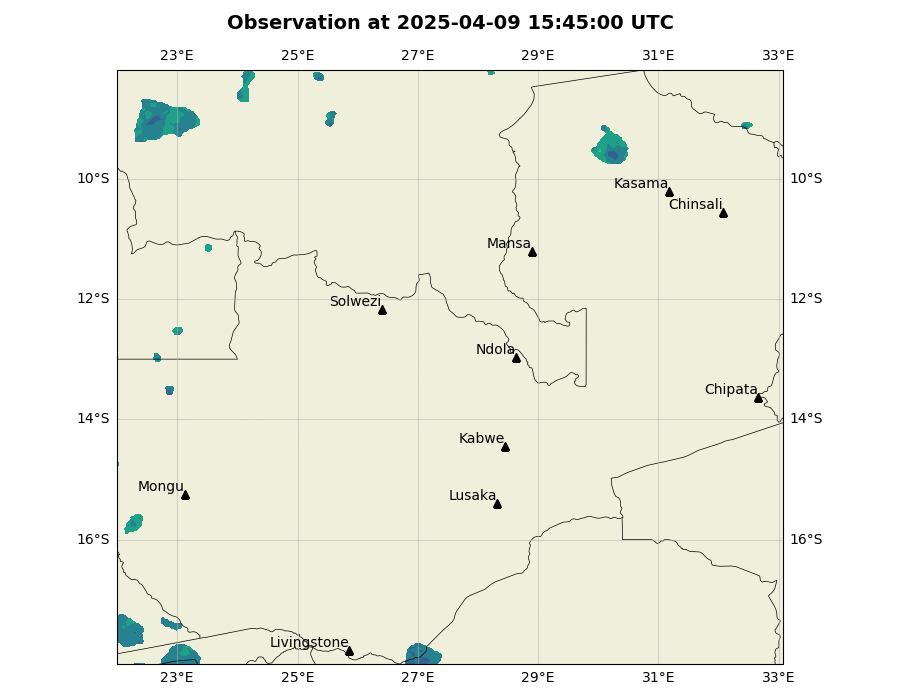 Observation at 2025-04-09 15:45:00 UTC
23°E 25°E 27°E 29°E 31°E 33°E
10°S 10°S
Kasama
Chinsali
Mansa
12°S 12°S
Solwezi
Ndola
Chipata
14°S 14°S
Kabwe
Mongu
Lusaka
16°S 16°S
Livingstone
23°E 25°E 27°E 29°E 31°E 33°E